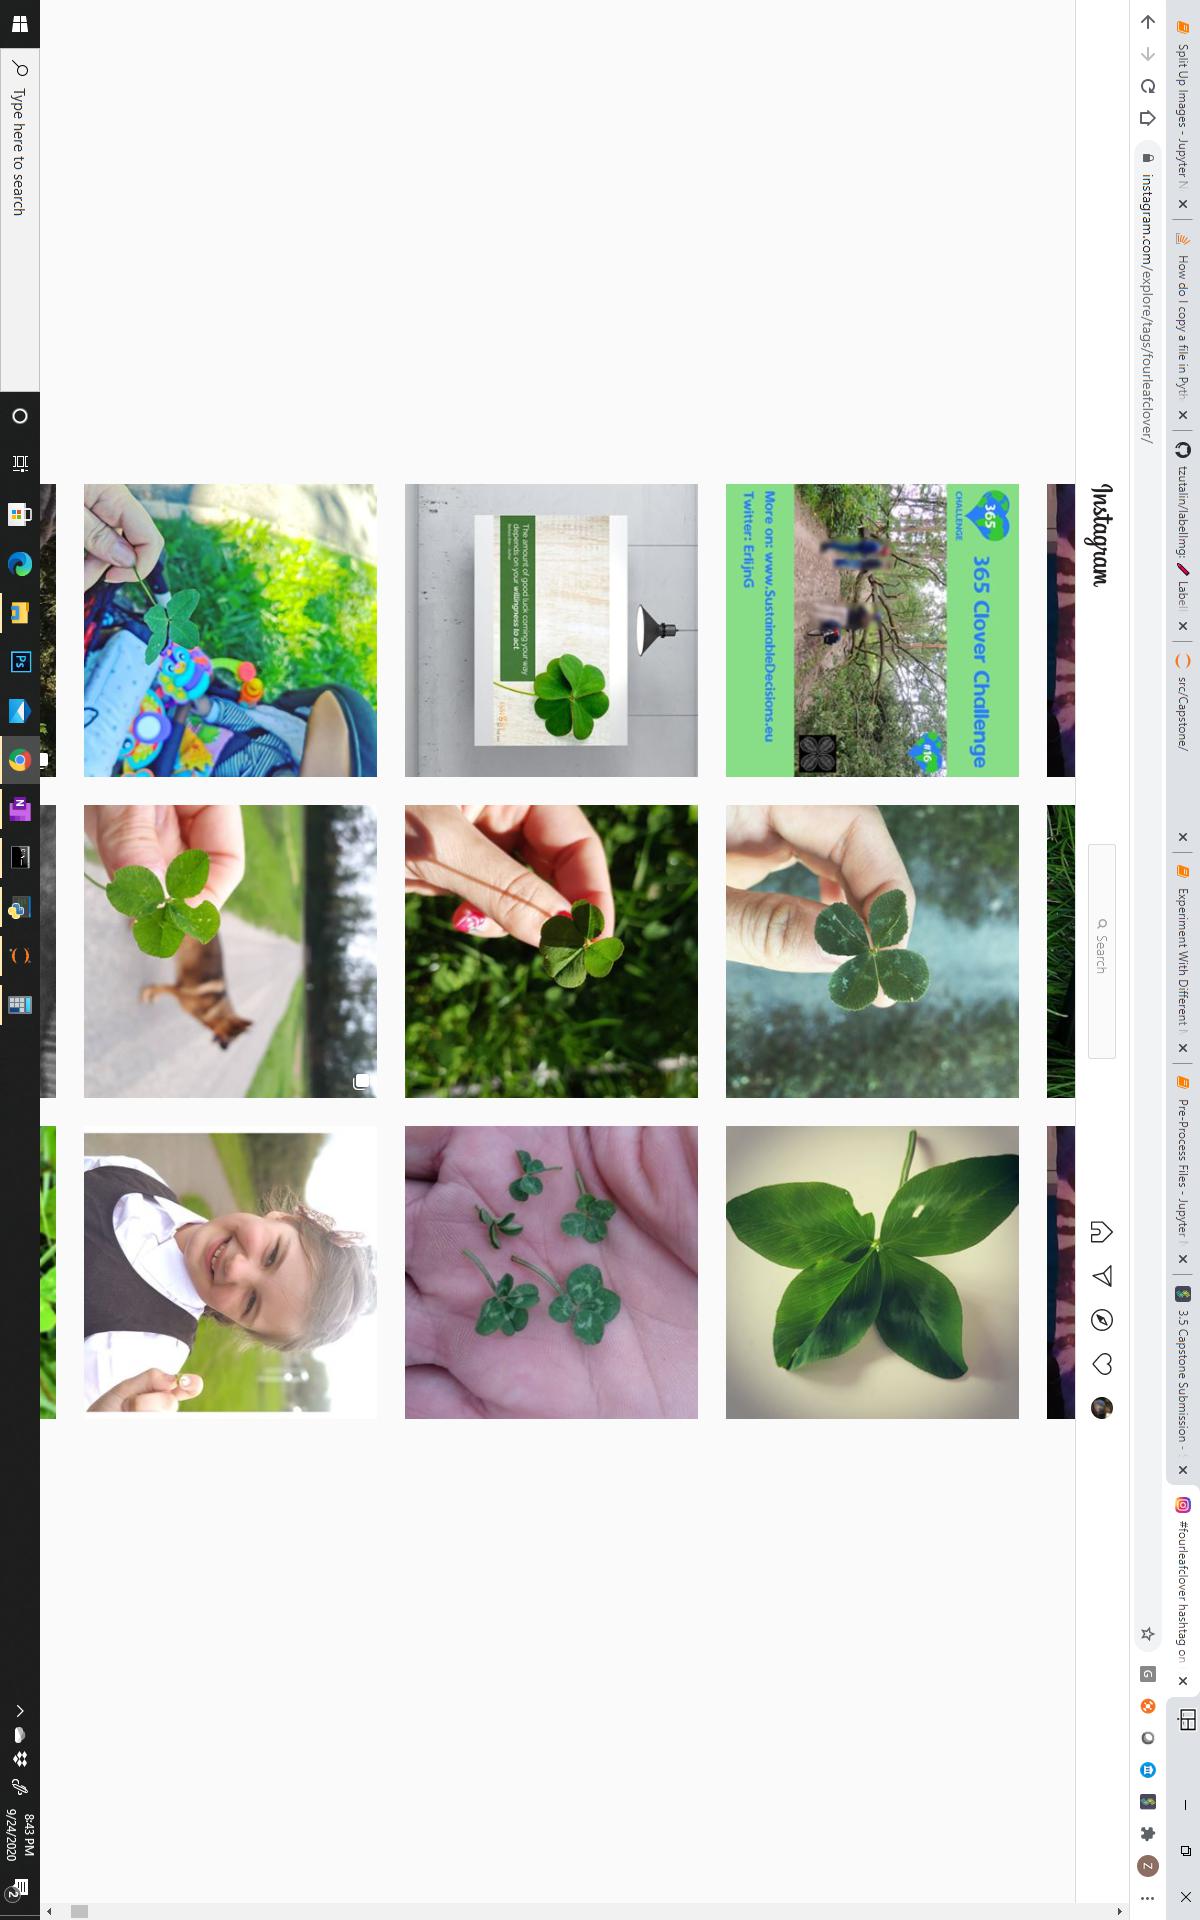 Split Up Images - Jupyter N
How do I copy a file in Pyth
tzutalin/labelImg: Labell
src/Capstone/
Experiment With Different
Pre-Process Files - Jupyter
3.5 Capstone Submission -
#fourleafclover hashtag on
instagram.com/explore/tags/fourleafclover/
G
Z
Instagram
Search
365
CHALLENGE
365 Clover Challenge
#16
More on: www.SustainableDecisions.eu
Twitter: ErlijnG
The amount of good luck coming your way
depends on your willingness to act.
Type here to search
Ps
N
8:43 PM
9/24/2020
2